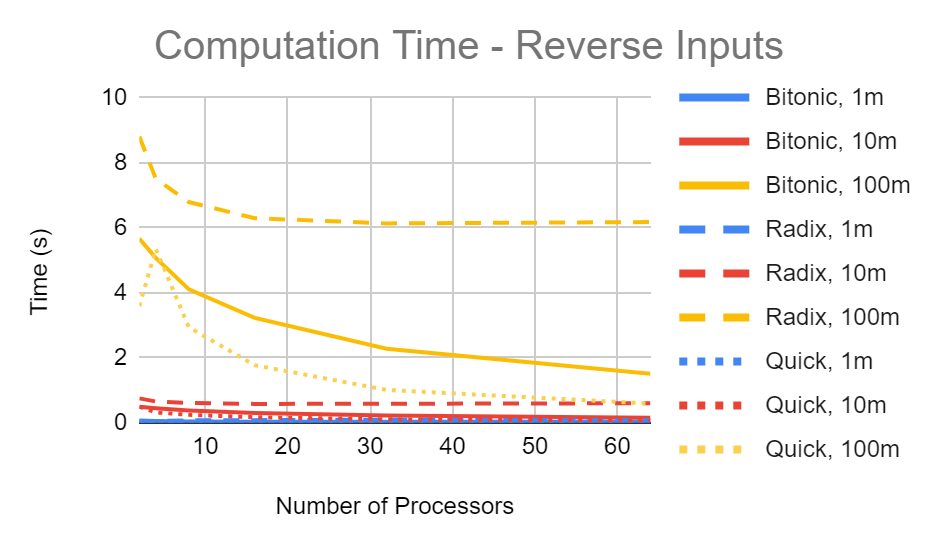 Computation Time - Reverse Inputs
Time (s)
10
8
6
4
2
0
10 20 30 40 50 60
Number of Processors
Bitonic, 1m
Bitonic, 10m
Bitonic, 100m
Radix, 1m
Radix, 10m
Radix, 100m
Quick, 1m
Quick, 10m
Quick, 100m